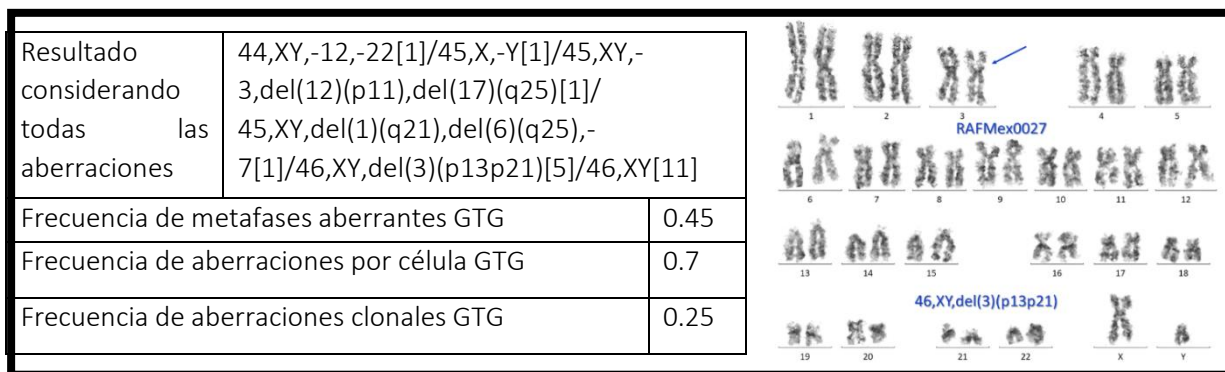 Resultado considerando todas las aberraciones
44,XY,-12,-22[1]/45,X,-Y[1]/45,XY,-
3,del(12)(p11),del(17)(q25)[1]/
45,XY,del(1)(q21),del(6)(q25),-
7[1]/46,XY,del(3)(p13p21)[5]/46,XY[11]
Frecuencia de metafases aberrantes GTG 0.45
Frecuencia de aberraciones por célula GTG 0.7
Frecuencia de aberraciones clonales GTG 0.25
1 2 3 4 5
RAFMex0027
6 7 8 9 10 11 12
13 14 15 16 17 18
46,XY,del(3)(p13p21)
19 20 21 22 X Y